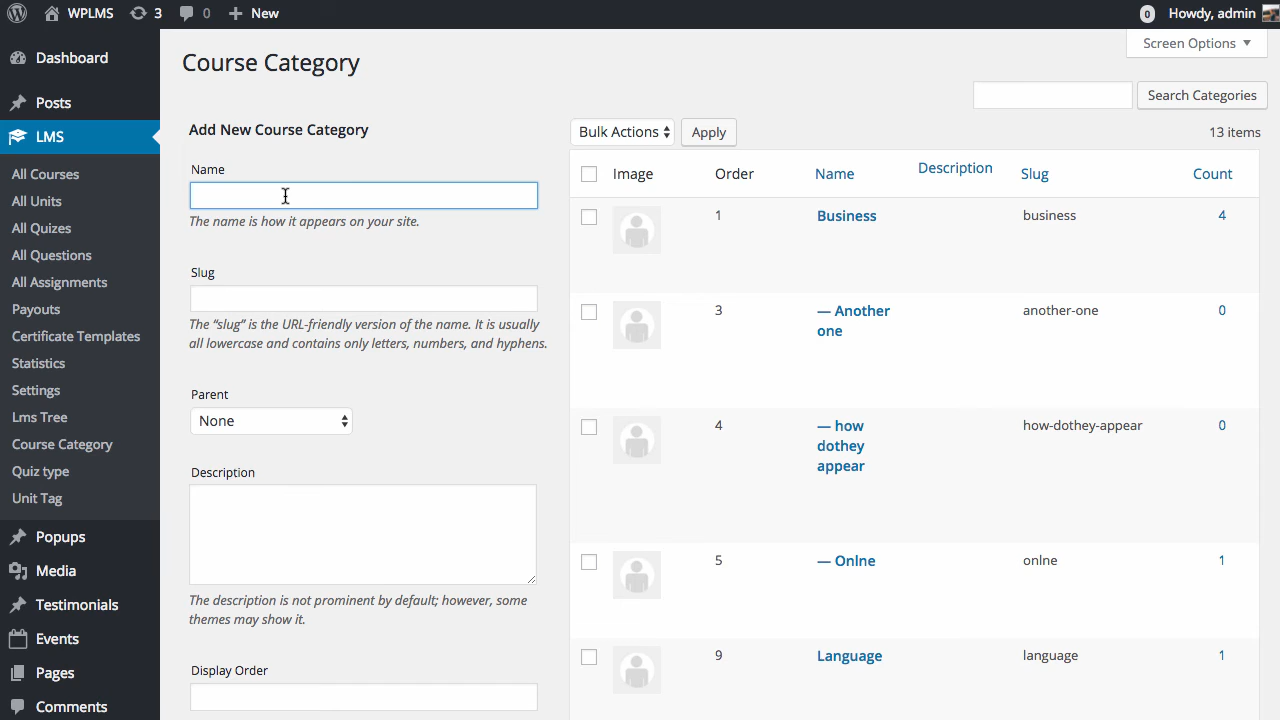 WPLMS 3 0 + New 0 Howdy, admin
Dashboard
Posts
LMS
All Courses
All Units
All Quizes
All Questions
All Assignments
Payouts
Certificate Templates
Statistics
Settings
Lms Tree
Course Category
Quiz type
Unit Tag
Popups
Media
Testimonials
Events
Pages
Comments
Screen Options
Course Category
Search Categories
Add New Course Category
Name
The name is how it appears on your site.
Slug
The “slug” is the URL-friendly version of the name. It is usually
all lowercase and contains only letters, numbers, and hyphens.
Parent
None
Description
The description is not prominent by default; however, some
themes may show it.
Display Order
Bulk Actions Apply 13 items
Image Order Name Description Slug Count
1 Business business 4
3 — Another another-one 0
one
4 — how how-dothey-appear 0
dothey
appear
5 — Onlne onlne 1
9 Language language 1